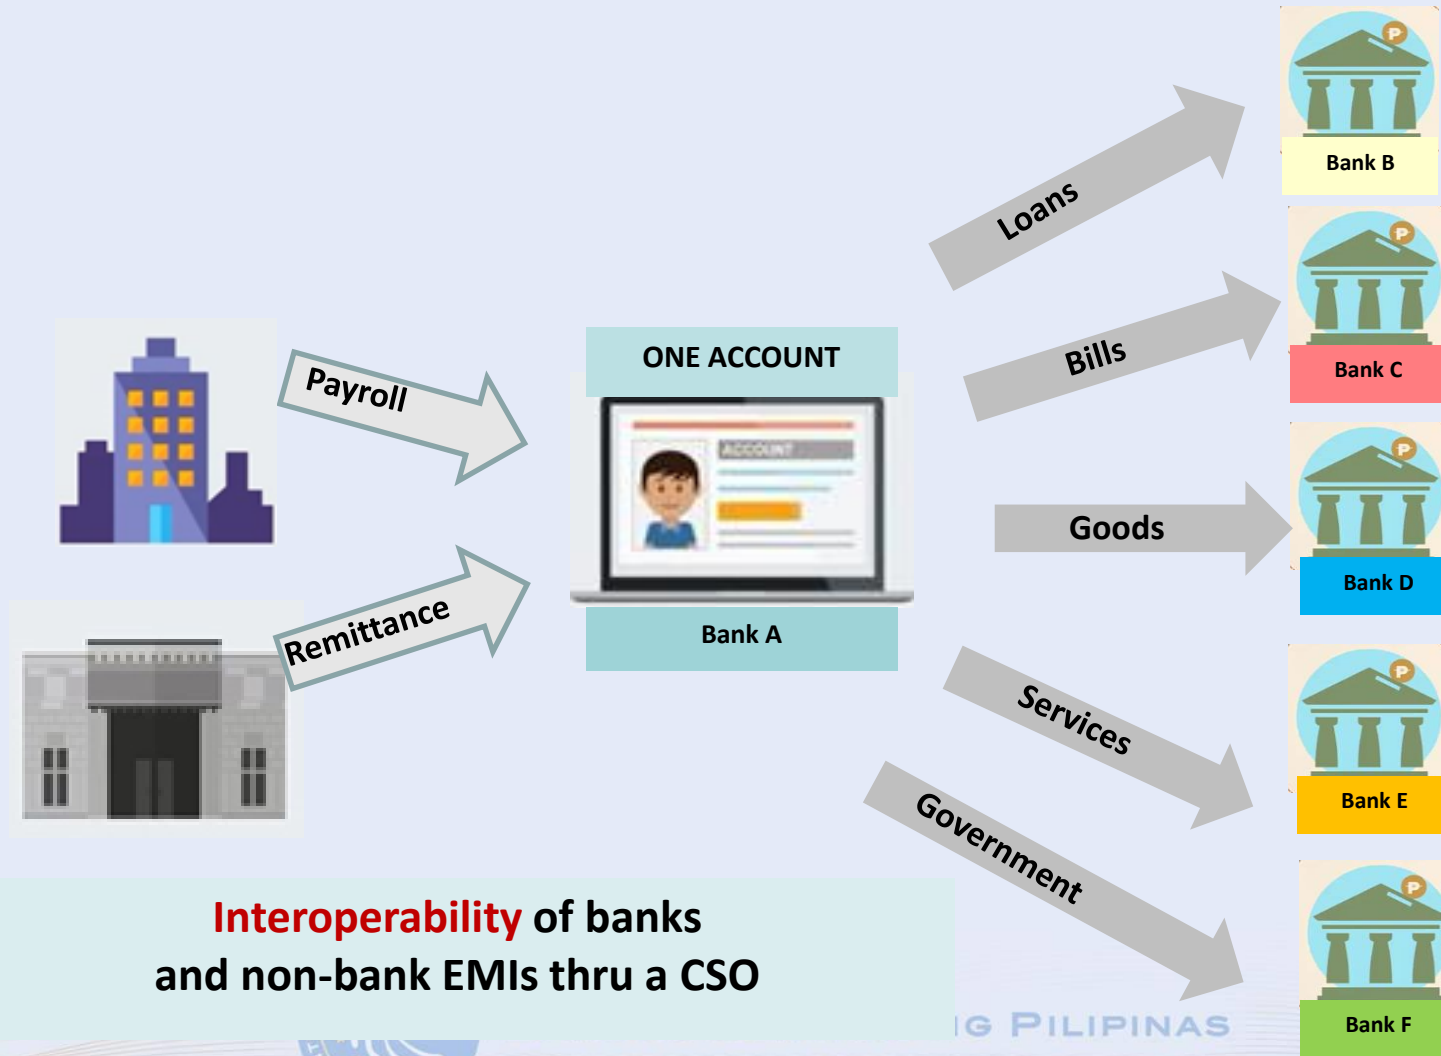 Bank B
Loans
Bank C
Bills
Payroll
ONE ACCOUNT
ACCOUNT
Goods
Bank D
Remittance
Bank A
Services
Bank E
Government
Interoperability of banks
and non-bank EMIs thru a CSO
PILIPINAS
Bank F